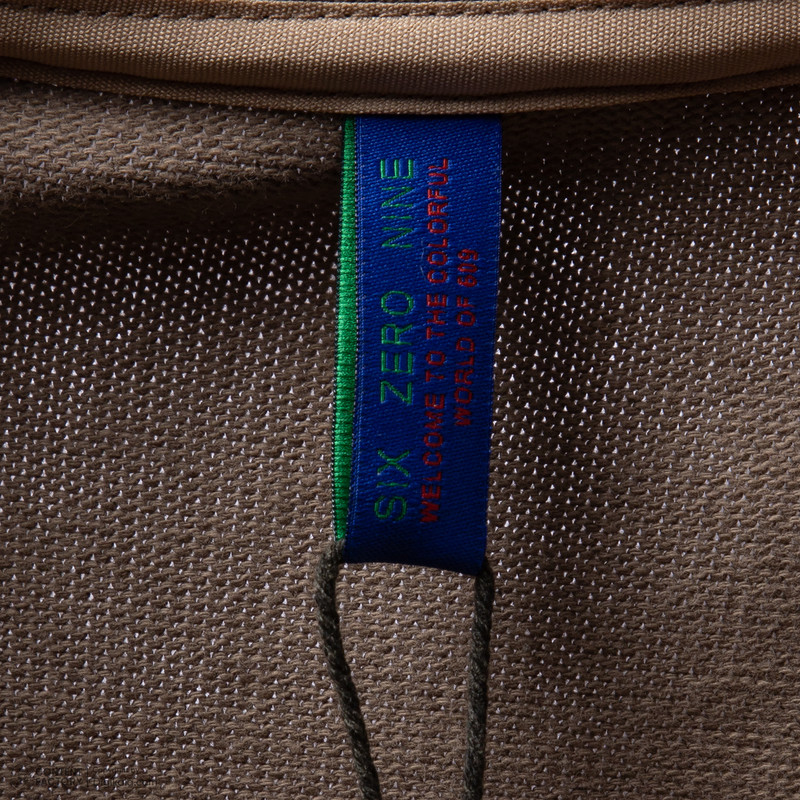 SIX ZERO NINE
WELCOME TO THE COLORFUL
WORLD OF 609